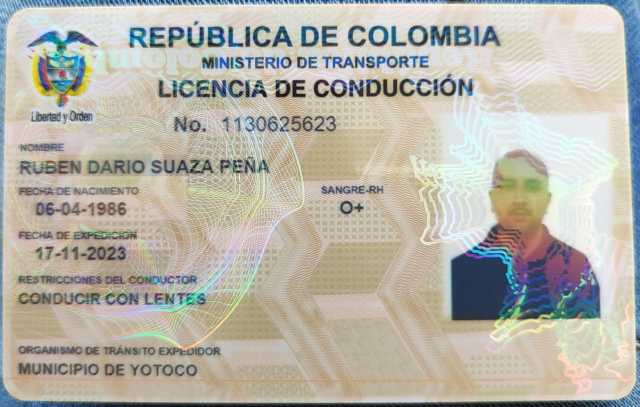 REPÚBLICA DE COLOMBIA
MINISTERIO DE TRANSPORTE
LICENCIA DE CONDUCCIÓN
Libertad y Orden
No. 1130625623
NOMBRE
RUBEN DARIO SUAZA PEÑA
FECHA DE NACIMIENTO
06-04-1986
SANGRE-RH
O+
FECHA DE EXPEDICIÓN
17-11-2023
RESTRICCIONES DEL CONDUCTOR
CONDUCIR CON LENTES
ORGANISMO DE TRÁNSITO EXPEDIDOR
MUNICIPIO DE YOTOCO